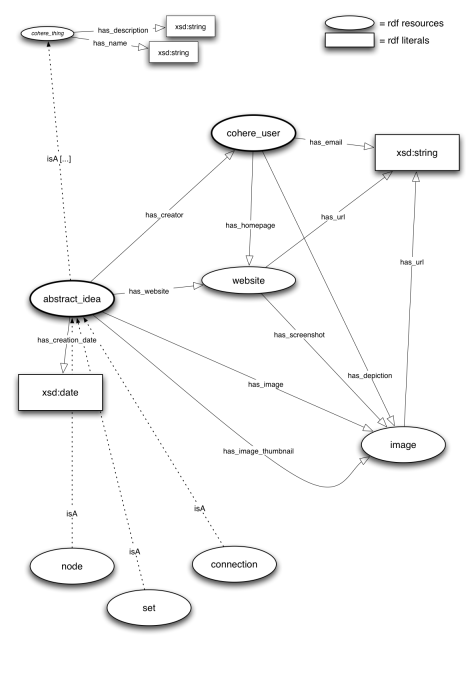 cohere_thing
has_description
xsd:string
= rdf resources
has_name
xsd:string
= rdf literals
cohere_user
has_email
xsd:string
isA [...]
has_creator
has_homepage
has_url
has_url
website
abstract_idea
has_website
has_creation_date
has_screenshot
has_depiction
xsd:date
has_image
image
has_image_thumbnail
isA
isA
isA
node
connection
set